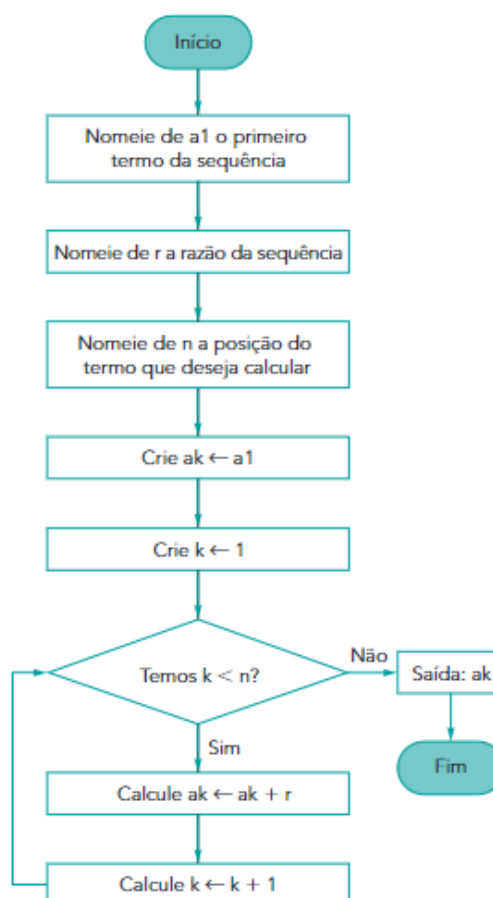 Início
Nomeie de a1 o primeiro
termo da sequência
Nomeie de r a razão da sequência
Nomeie de n a posição do
termo que deseja calcular
Crie ak ← a1
Crie k ← 1
Temos k < n?
Não
Saída: ak
Sim
Fim
Calcule ak ← ak + r
Calcule k ← k + 1